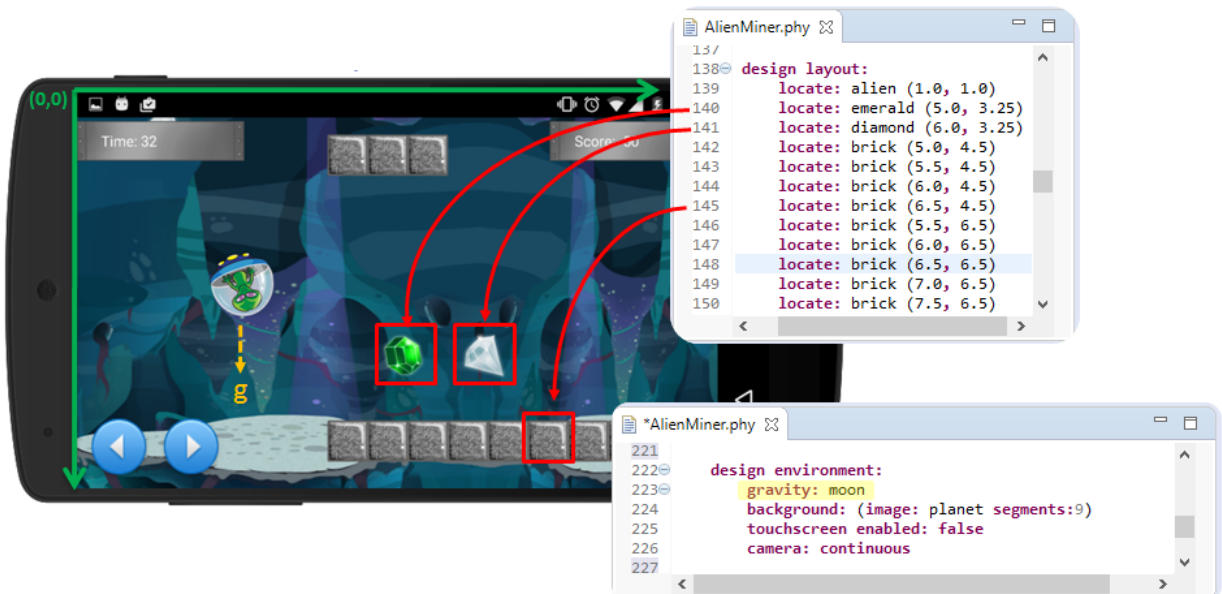 (0,0)
Time: 32
g
AlienMiner.phy
137
138 design layout:
139 locate: alien (1.0, 1.0)
140 locate: emerald (5.0, 3.25)
141 locate: diamond (6.0, 3.25)
142 locate: brick (5.0, 4.5)
143 locate: brick (5.5, 4.5)
144 locate: brick (6.0, 4.5)
145 locate: brick (6.5, 4.5)
146 locate: brick (5.5, 6.5)
147 locate: brick (6.0, 6.5)
148 locate: brick (6.5, 6.5)
149 locate: brick (7.0, 6.5)
150 locate: brick (7.5, 6.5)
*AlienMiner.phy
221
222 design environment:
223 gravity: moon
224 background: (image: planet segments:9)
225 touchscreen enabled: false
226 camera: continuous
227